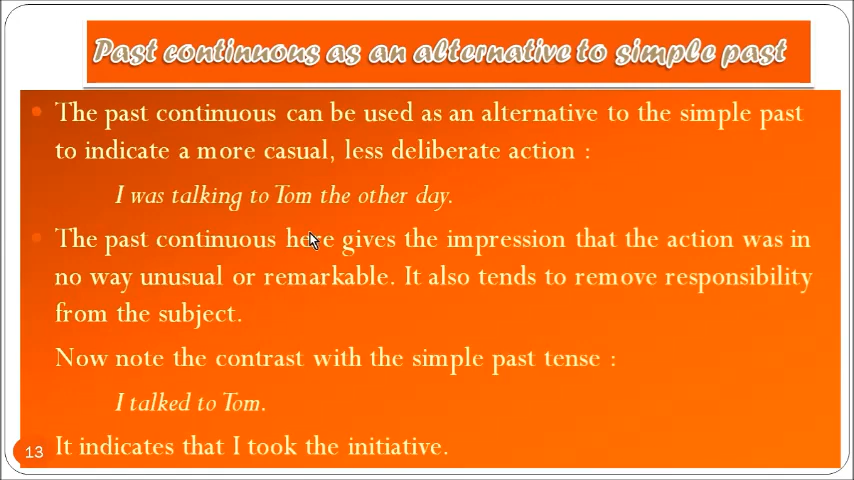 Past continuous as an alternative to simple past
The past continuous can be used as an alternative to the simple past
to indicate a more casual, less deliberate action :
I was talking to Tom the other day.
The past continuous here gives the impression that the action was in
no way unusual or remarkable. It also tends to remove responsibility
from the subject.
Now note the contrast with the simple past tense :
I talked to Tom.
It indicates that I took the initiative.
13